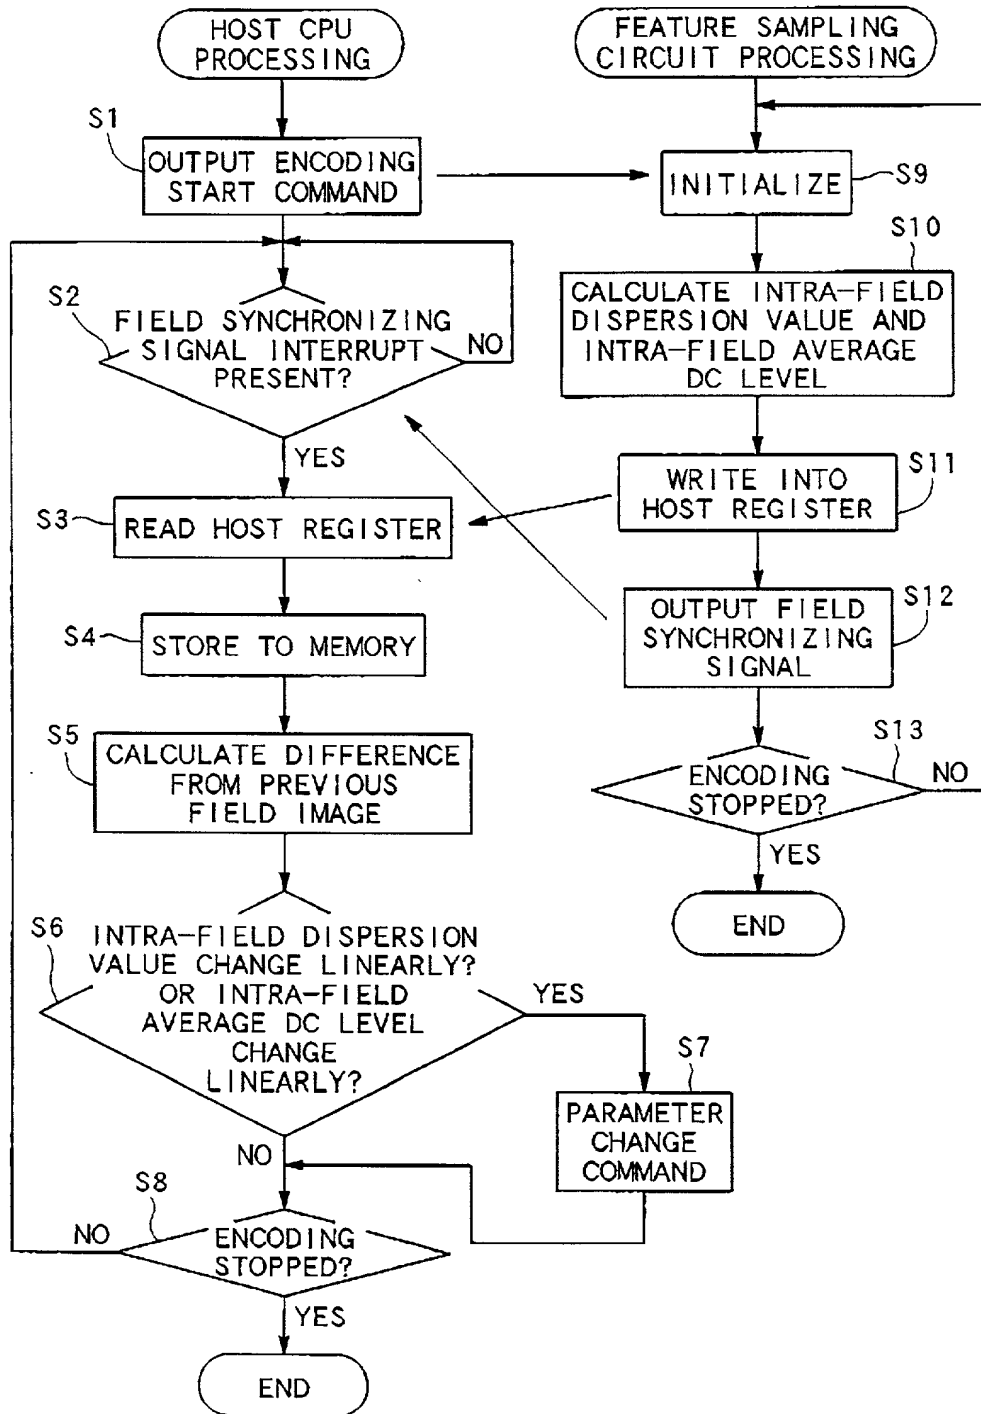 HOST CPU
PROCESSING
S1
OUTPUT ENCODING
START COMMAND
S2
FIELD SYNCHRONIZING
SIGNAL INTERRUPT
PRESENT?
NO
YES
S3
READ HOST REGISTER
S4
STORE TO MEMORY
S5
CALCULATE DIFFERENCE
FROM PREVIOUS
FIELD IMAGE
S6
INTRA-FIELD DISPERSION
VALUE CHANGE LINEARLY?
OR INTRA-FIELD
AVERAGE DC LEVEL
CHANGE
LINEARLY?
YES
NO
S7
PARAMETER
CHANGE
COMMAND
S8
ENCODING
STOPPED?
NO
YES
END
FEATURE SAMPLING
CIRCUIT PROCESSING
INITIALIZE
S9
S10
CALCULATE INTRA-FIELD
DISPERSION VALUE AND
INTRA-FIELD AVERAGE
DC LEVEL
S11
WRITE INTO
HOST REGISTER
S12
OUTPUT FIELD
SYNCHRONIZING
SIGNAL
S13
ENCODING
STOPPED?
NO
YES
END